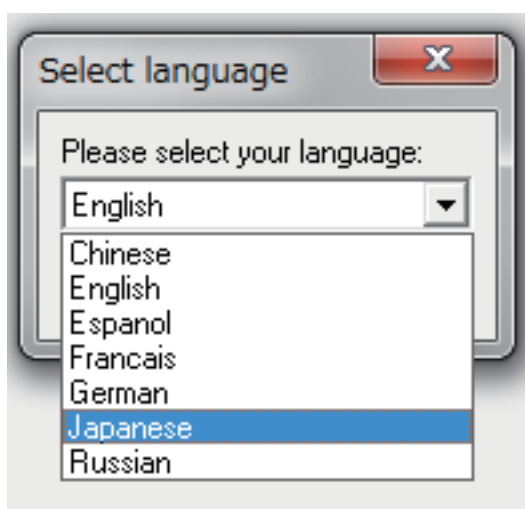 Select language
Please select your language:
English
Chinese
English
Espanol
Francais
German
Japanese
Russian